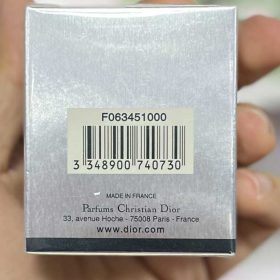 F063451000
3 348900 740730
MADE IN FRANCE
Parfums Christian Dior
33, avenue Hoche - 75008 Paris - France
www.dior.com